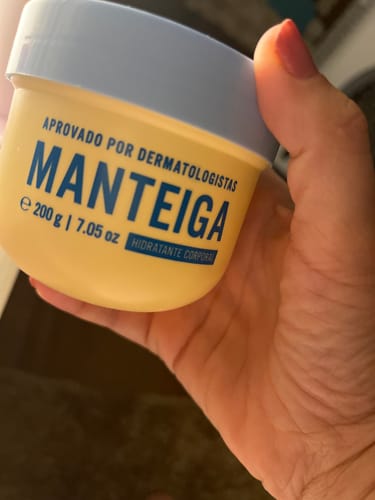 APROVADO POR DERMATOLOGISTAS
MANTEIGA
℮ 200 g | 7.05 oz
HIDRATANTE CORPORAL